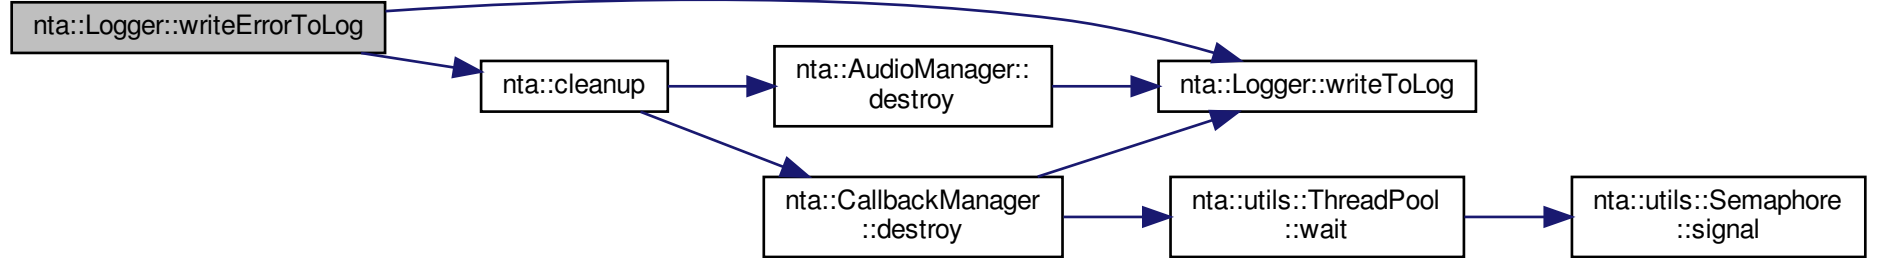 nta::Logger::writeErrorToLog
nta::cleanup
nta::AudioManager::
destroy
nta::Logger::writeToLog
nta::CallbackManager
::destroy
nta::utils::ThreadPool
::wait
nta::utils::Semaphore
::signal